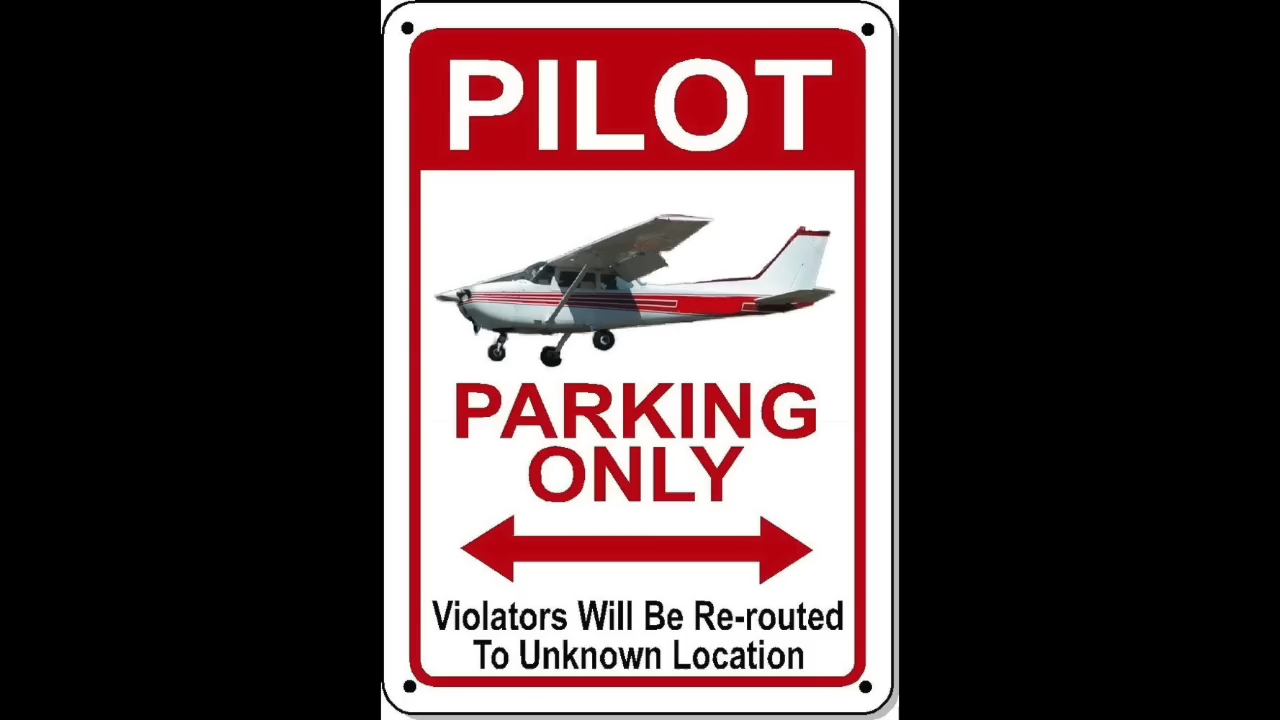 PILOT
PARKING
ONLY
Violators Will Be Re-routed
To Unknown Location